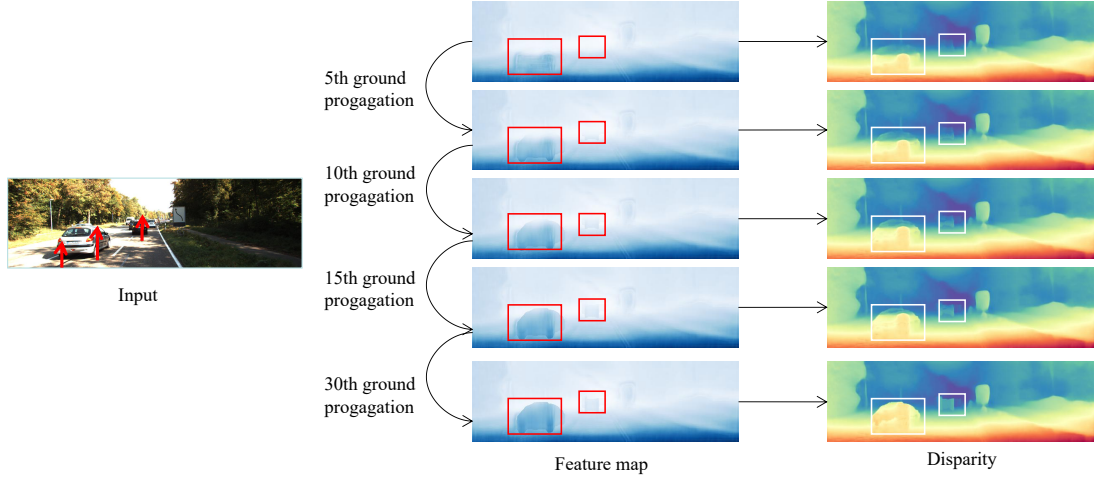 5th ground
progagation
10th ground
progagation
15th ground
progagation
30th ground
progagation
Input
Feature map
Disparity